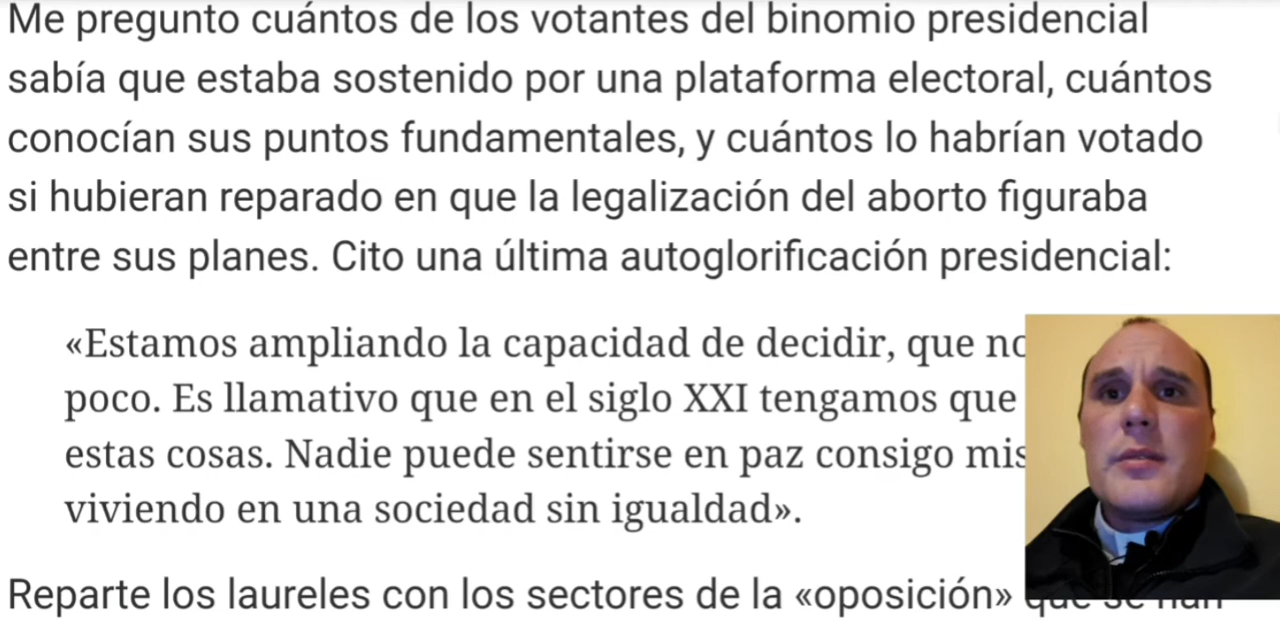 Me pregunto cuántos de los votantes del binomio presidencial
sabía que estaba sostenido por una plataforma electoral, cuántos
conocían sus puntos fundamentales, y cuántos lo habrían votado
si hubieran reparado en que la legalización del aborto figuraba
entre sus planes. Cito una última autoglorificación presidencial:
«Estamos ampliando la capacidad de decidir, que
poco. Es llamativo que en el siglo XXI tengamos que
estas cosas. Nadie puede sentirse en paz consigo
viviendo en una sociedad sin igualdad».
Reparte los laureles con los sectores de la «oposición»